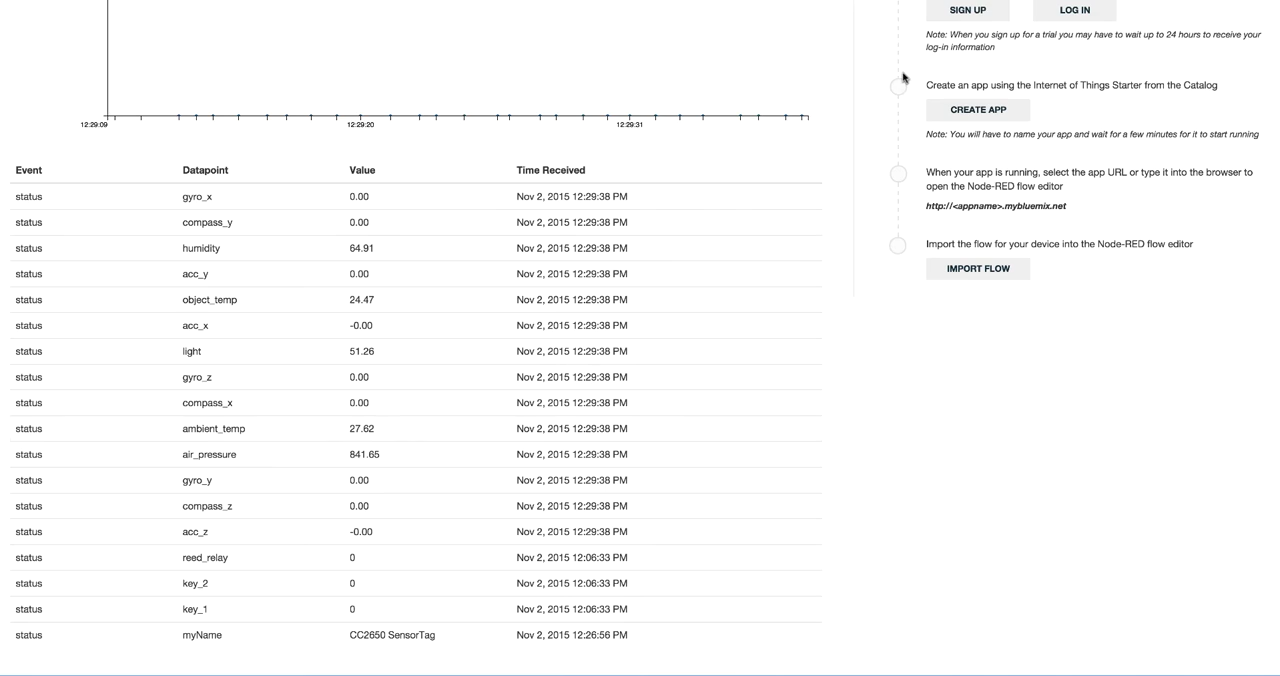 12:29:09 12:29:20 12:29:31
Event Datapoint Value Time Received
status gyro_x 0.00 Nov 2, 2015 12:29:38 PM
status compass_y 0.00 Nov 2, 2015 12:29:38 PM
status humidity 64.91 Nov 2, 2015 12:29:38 PM
status acc_y 0.00 Nov 2, 2015 12:29:38 PM
status object_temp 24.47 Nov 2, 2015 12:29:38 PM
status acc_x -0.00 Nov 2, 2015 12:29:38 PM
status light 51.26 Nov 2, 2015 12:29:38 PM
status gyro_z 0.00 Nov 2, 2015 12:29:38 PM
status compass_x 0.00 Nov 2, 2015 12:29:38 PM
status ambient_temp 27.62 Nov 2, 2015 12:29:38 PM
status air_pressure 841.65 Nov 2, 2015 12:29:38 PM
status gyro_y 0.00 Nov 2, 2015 12:29:38 PM
status compass_z 0.00 Nov 2, 2015 12:29:38 PM
status acc_z -0.00 Nov 2, 2015 12:29:38 PM
status reed_relay 0 Nov 2, 2015 12:06:33 PM
status key_2 0 Nov 2, 2015 12:06:33 PM
status key_1 0 Nov 2, 2015 12:06:33 PM
status myName CC2650 SensorTag Nov 2, 2015 12:26:56 PM
SIGN UP LOG IN
Note: When you sign up for a trial you may have to wait up to 24 hours to receive your
log-in information
Create an app using the Internet of Things Starter from the Catalog
CREATE APP
Note: You will have to name your app and wait for a few minutes for it to start running
When your app is running, select the app URL or type it into the browser to
open the Node-RED flow editor
http://<appname>.mybluemix.net
Import the flow for your device into the Node-RED flow editor
IMPORT FLOW